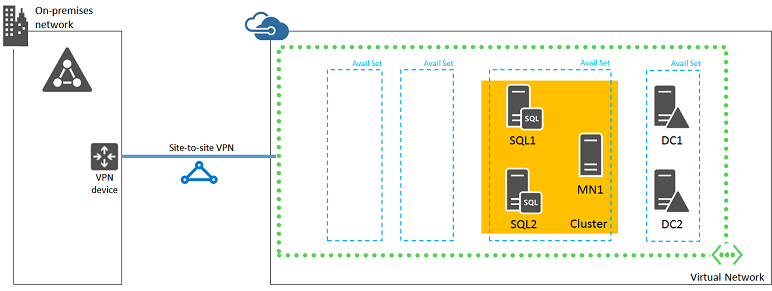 On-premises
network
VPN
device
Site-to-site VPN
Avail Set
Avail Set
Avail Set
Avail Set
SQL
SQL1
SQL
SQL2
MN1
Cluster
DC1
DC2
Virtual Network